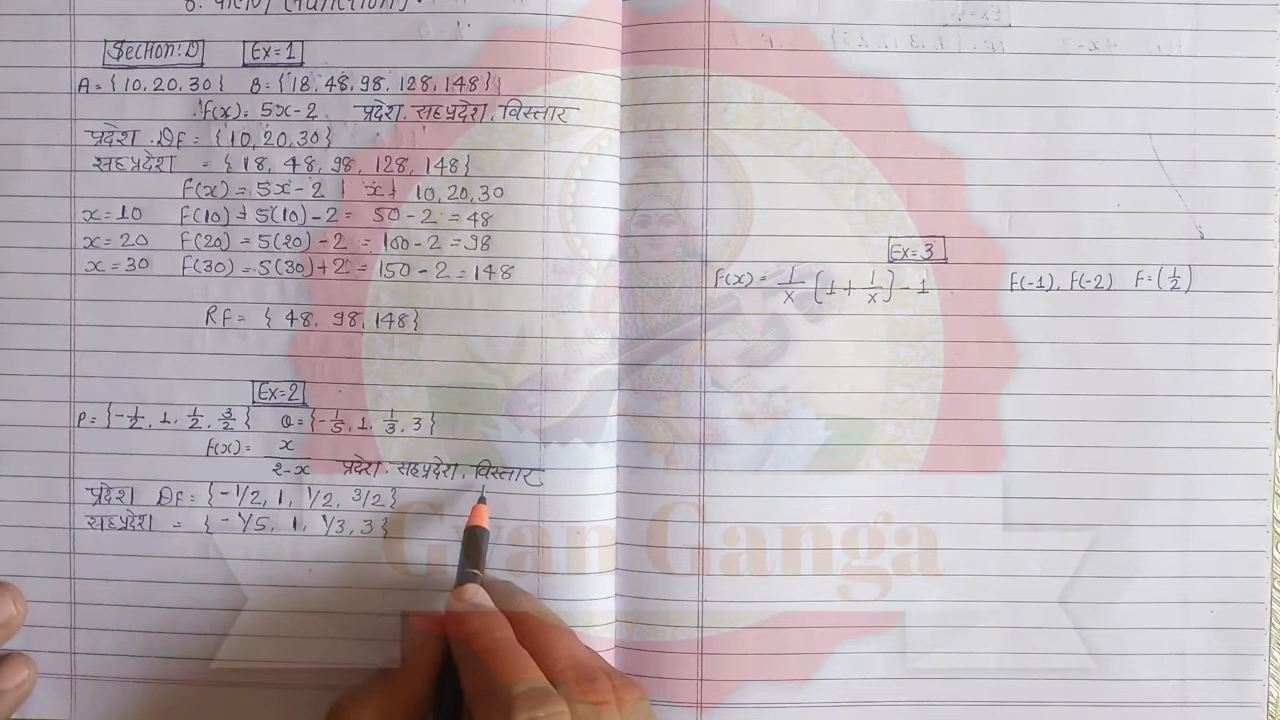 8. (function).
Section: D Ex=1
A = {10, 20, 30} B = {18, 48, 98, 128, 148}
f(x) = 5x-2 प्रदेश. सहप्रदेश. विस्तार
प्रदेश . Df = {10, 20, 30}
सहप्रदेश = {18, 48, 98, 128, 148}
F(x) = 5x-2 | x = 10, 20, 30
x=10 F(10) = 5(10)-2 = 50-2 = 48
x=20 F(20) = 5(20)-2 = 100-2 = 98
x=30 F(30) = 5(30)+2 = 150-2 = 148
RF = {48, 98, 148}
Ex=2
P = {-1/2, 1, 1/2, 3/2} Q = {-1/5, 1, 1/3, 3}
f(x) = x
2-x प्रदेश. सहप्रदेश. विस्तार
प्रदेश Df = {-1/2, 1, 1/2, 3/2}
सहप्रदेश = {-1/5, 1, 1/3, 3}
Ex=3
F(x) = 1/x [1 + 1/x] - 1 F(-1), F(-2) F = (1/2)
Gyan Ganga